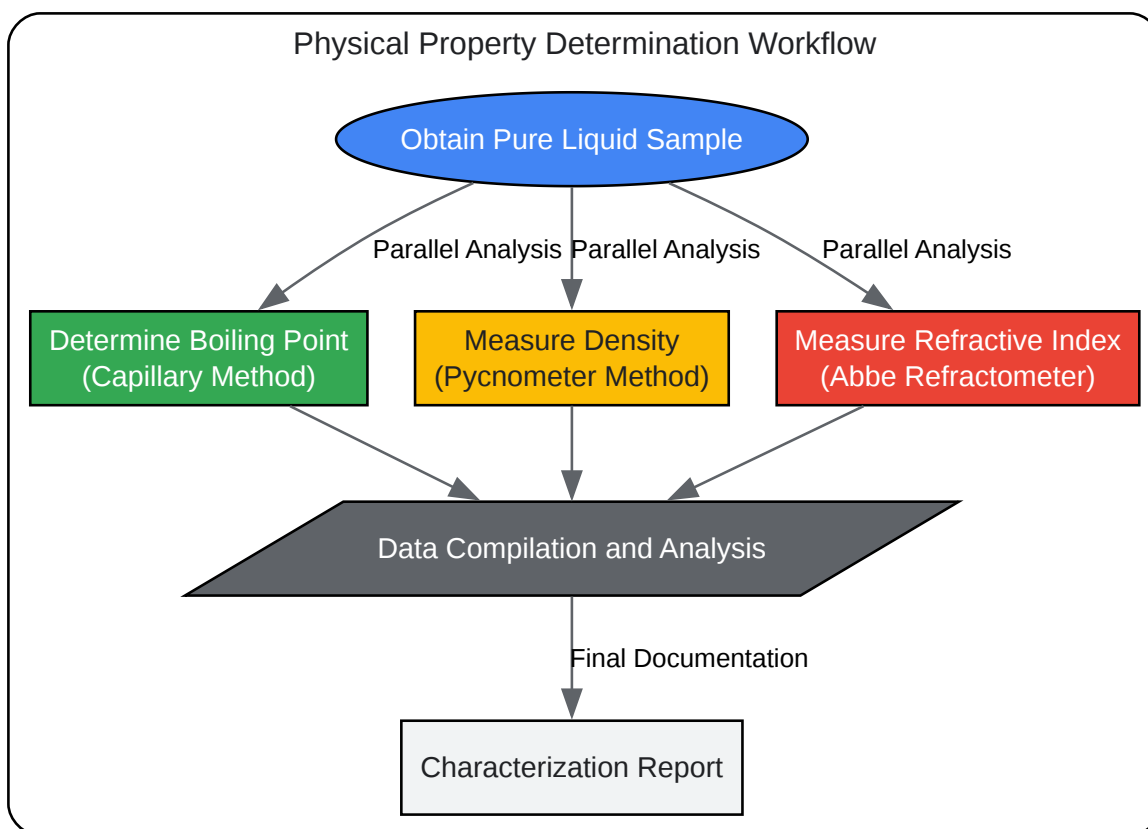 Physical Property Determination Workflow
Obtain Pure Liquid Sample
Parallel Analysis
Parallel Analysis
Parallel Analysis
Determine Boiling Point
(Capillary Method)
Measure Density
(Pycnometer Method)
Measure Refractive Index
(Abbe Refractometer)
Data Compilation and Analysis
Final Documentation
Characterization Report